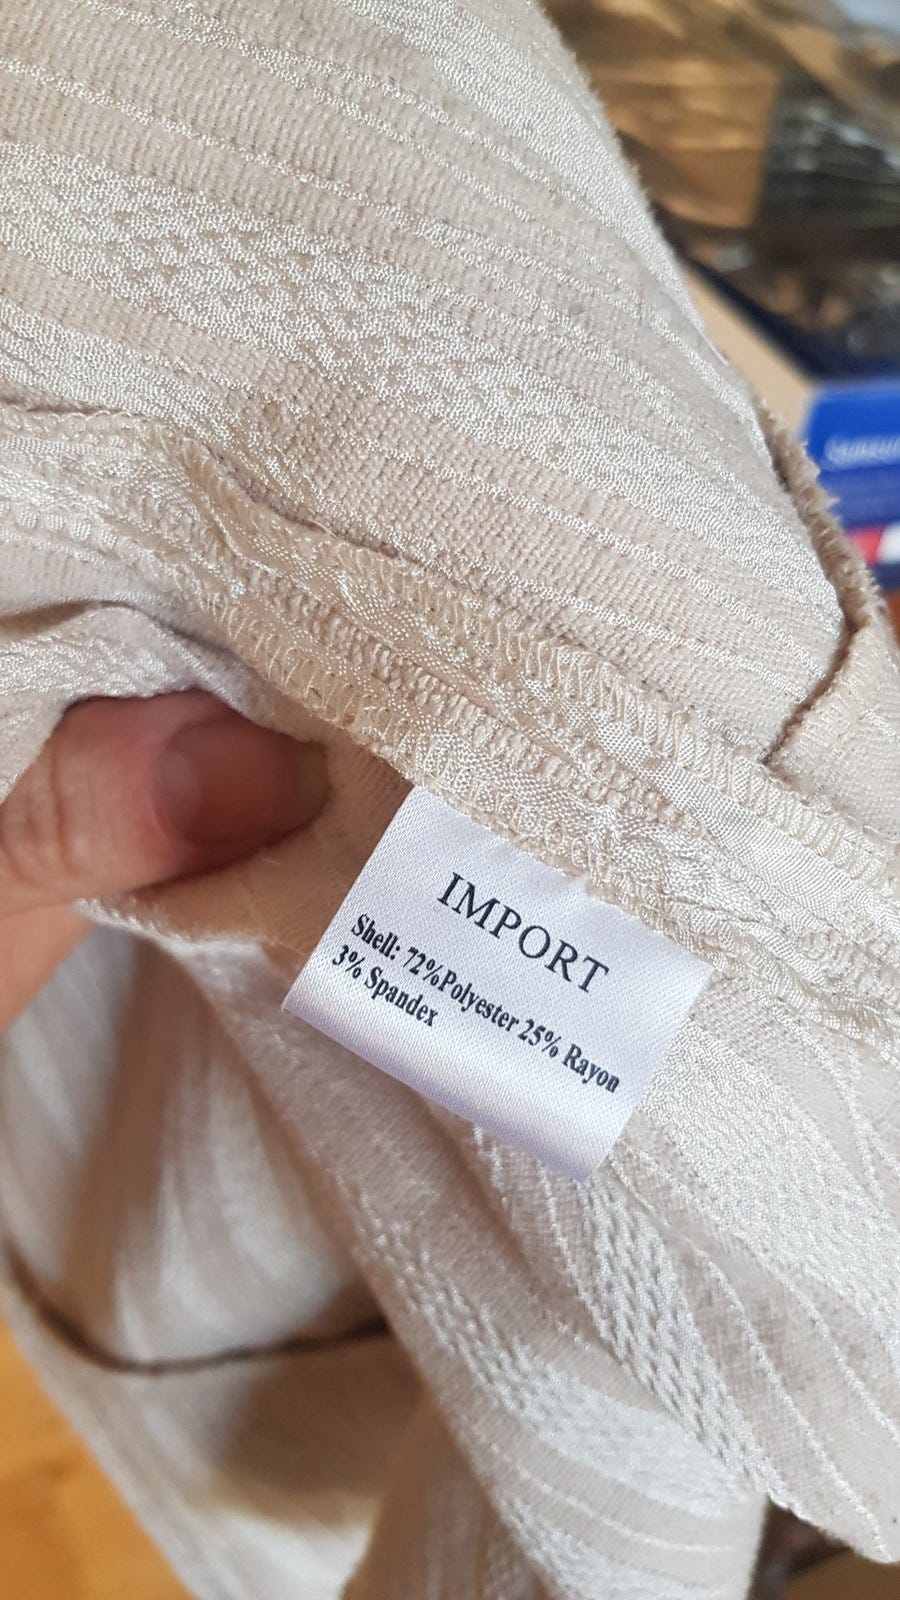 IMPORT
Shell: 72%Polyester 25% Rayon
3% Spandex